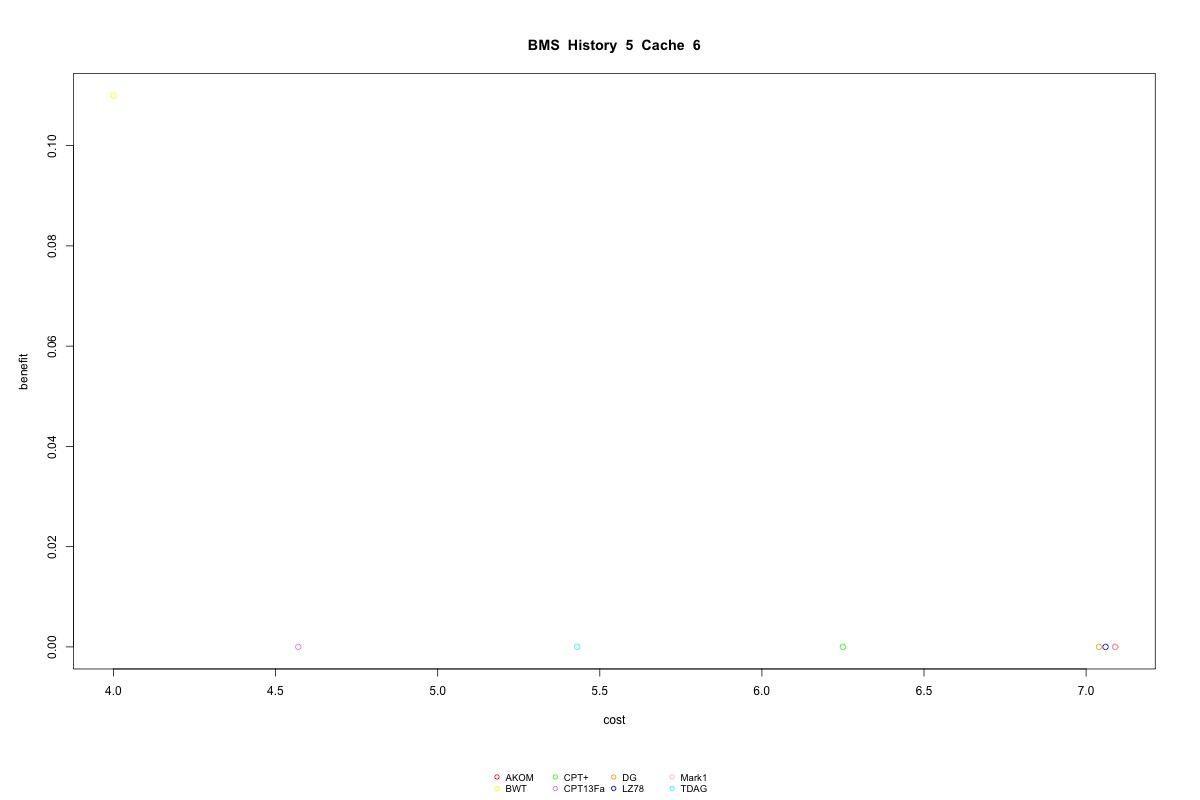 BMS History 5 Cache 6
0.10
0.08
0.06
0.04
0.02
0.00
benefit
4.0 4.5 5.0 5.5 6.0 6.5 7.0
cost
AKOM CPT+ DG Mark1
BWT CPT13Fa LZ78 TDAG